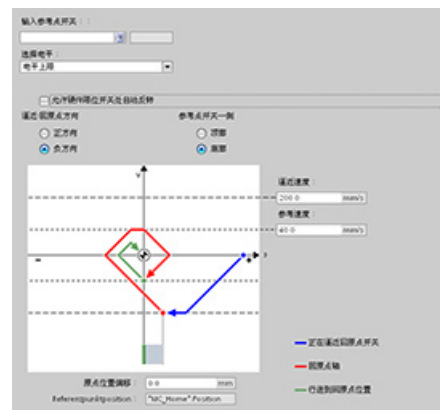 输入参考点开关：
选择电平：
电平上限
允许硬件限位开关处自动反转
逼近/回原点方向
参考点开关一侧
正方向
顶部
负方向
底部
v
逼近速度：
200.0 mm/s
参考速度：
40.0 mm/s
x
正在逼近回原点开关
回原点轴
行进到回原点位置
原点位置偏移： 0.0 mm
Referenzpunktposition： "MC_Home".Position